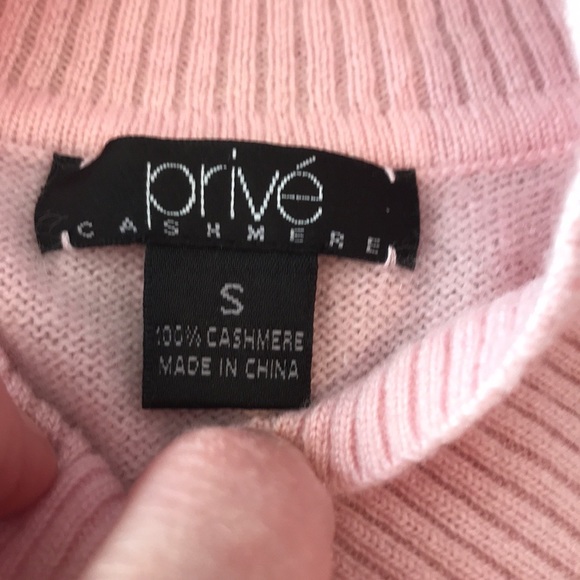 privé
CASHMERE
S
100% CASHMERE
MADE IN CHINA